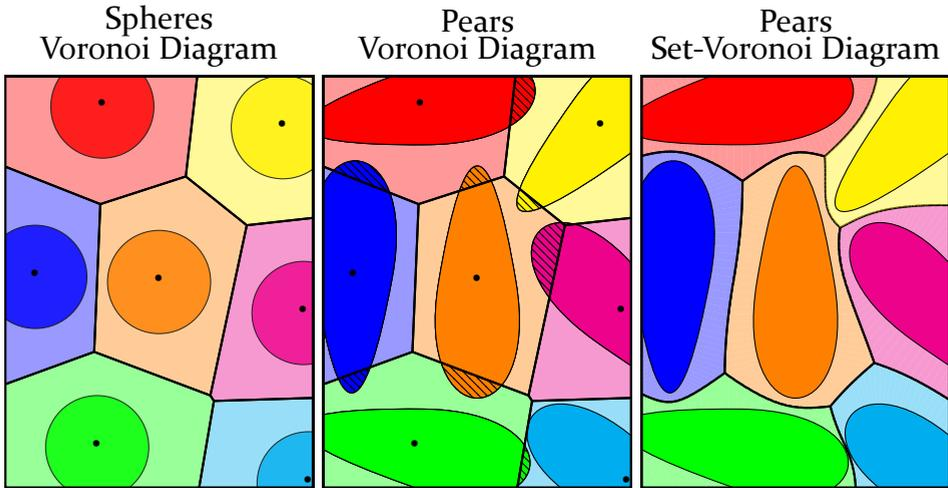 Spheres
Voronoi Diagram
Pears
Voronoi Diagram
Pears
Set-Voronoi Diagram